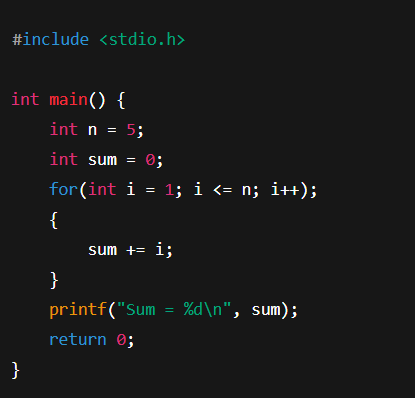 #include <stdio.h>
int main() {
    int n = 5;
    int sum = 0;
    for(int i = 1; i <= n; i++);
    {
        sum += i;
    }
    printf("Sum = %d\n", sum);
    return 0;
}